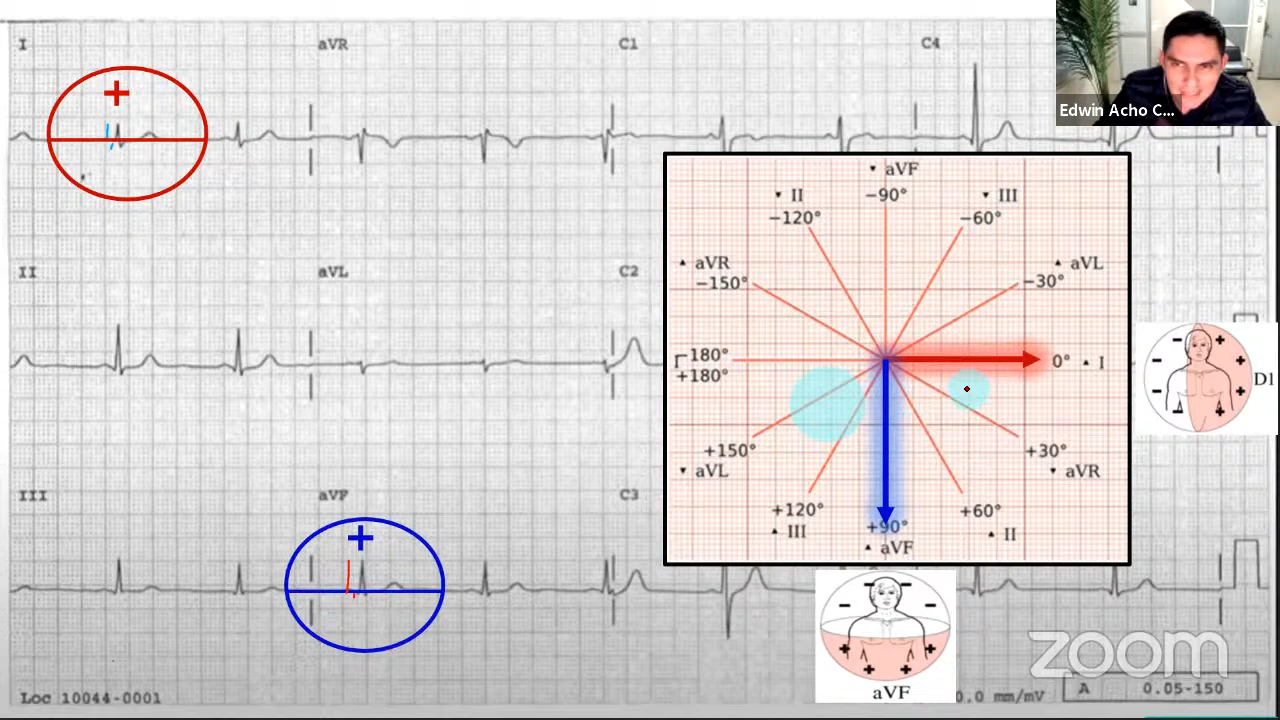 I
aVR
C1
C4
Edwin Acho C...
+
II
aVL
C2
III
aVF
C3
+
▾ aVF
−90°
▾ II
−120°
▾ III
−60°
▴ aVR
−150°
▴ aVL
−30°
180°
+180°
0° ▴ I
+150°
▾ aVL
+30°
▾ aVR
+120°
▴ III
+90°
▴ aVF
+60°
▴ II
D1
aVF
zoom
Loc 10044-0001
0.0 mm/mV
A 0.05-150